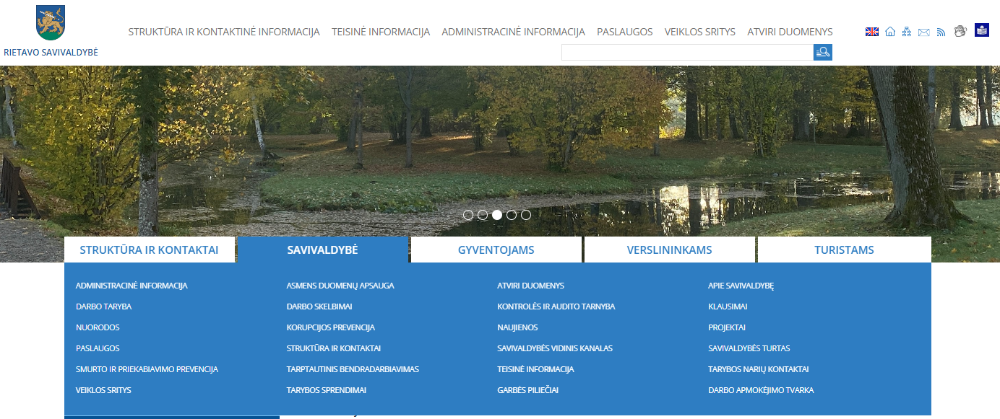 STRUKTŪRA IR KONTAKTINĖ INFORMACIJA TEISINĖ INFORMACIJA ADMINISTRACINĖ INFORMACIJA PASLAUGOS VEIKLOS SRITYS ATVIRI DUOMENYS
RIETAVO SAVIVALDYBĖ
STRUKTŪRA IR KONTAKTAI SAVIVALDYBĖ GYVENTOJAMS VERSLININKAMS TURISTAMS
ADMINISTRACINĖ INFORMACIJA ASMENS DUOMENŲ APSAUGA ATVIRI DUOMENYS APIE SAVIVALDYBĘ
DARBO TARYBA DARBO SKELBIMAI KONTROLĖS IR AUDITO TARNYBA KLAUSIMAI
NUORODOS KORUPCIJOS PREVENCIJA NAUJIENOS PROJEKTAI
PASLAUGOS STRUKTŪRA IR KONTAKTAI SAVIVALDYBĖS VIDINIS KANALAS SAVIVALDYBĖS TURTAS
SMURTO IR PRIEKABIAVIMO PREVENCIJA TARPTAUTINIS BENDRADARBIAVIMAS TEISINĖ INFORMACIJA TARYBOS NARIŲ KONTAKTAI
VEIKLOS SRITYS TARYBOS SPRENDIMAI GARBĖS PILIEČIAI DARBO APMOKĖJIMO TVARKA